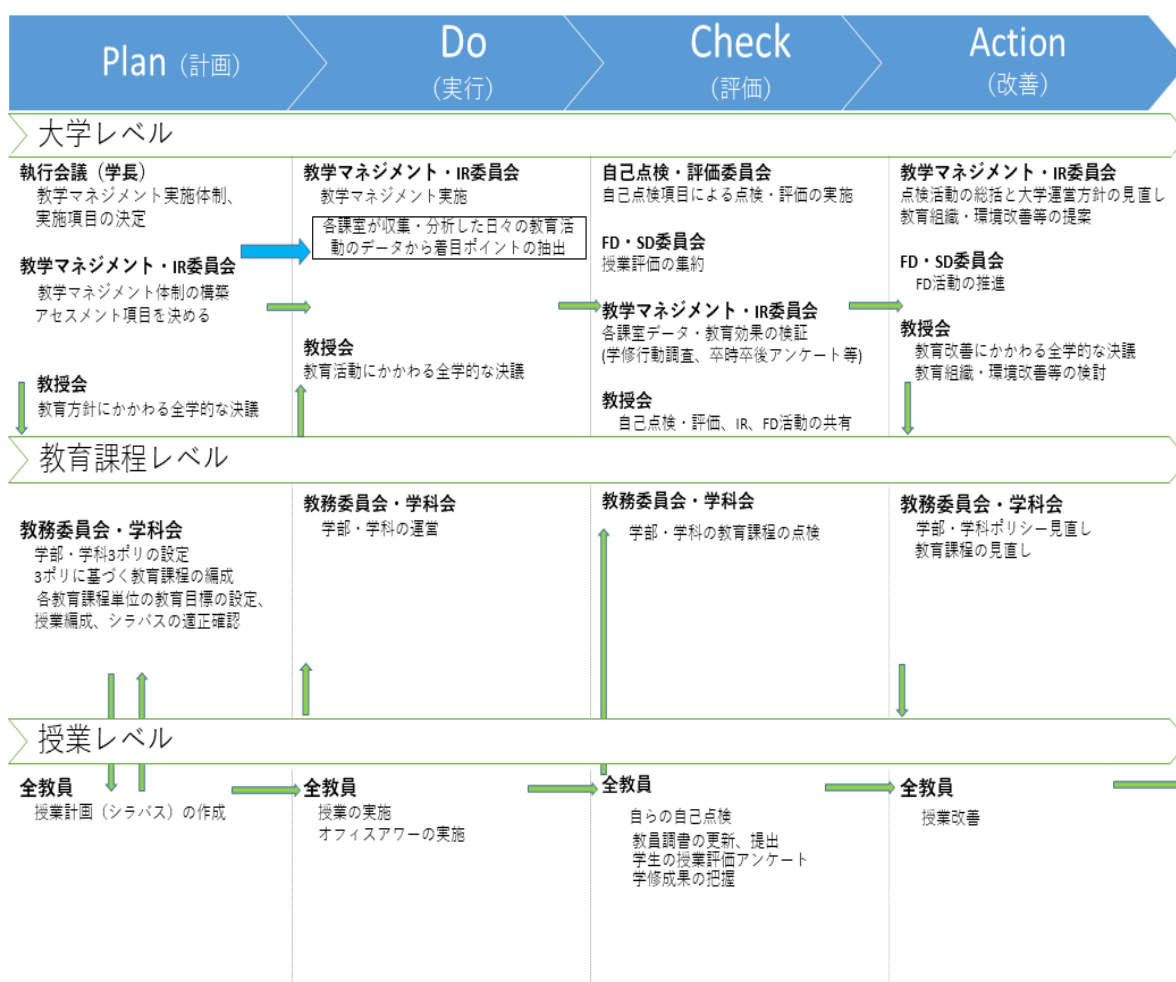 Plan（計画）
Do
（実行）
Check
（評価）
Action
（改善）
大学レベル
執行会議（学長）
教学マネジメント実施体制、
実施項目の決定
教学マネジメント・IR委員会
教学マネジメント体制の構築
アセスメント項目を決める
教授会
教育方針にかかわる全学的な決議
教学マネジメント・IR委員会
教学マネジメント実施
各課室が収集・分析した日々の教育活
動のデータから着目ポイントの抽出
教授会
教育活動にかかわる全学的な決議
自己点検・評価委員会
自己点検項目による点検・評価の実施
FD・SD委員会
授業評価の集約
教学マネジメント・IR委員会
各課室データ・教育効果の検証
(学修行動調査、卒時卒後アンケート等)
教授会
自己点検・評価、IR、FD活動の共有
教学マネジメント・IR委員会
点検活動の総括と大学運営方針の見直し
教育組織・環境改善等の提案
FD・SD委員会
FD活動の推進
教授会
教育改善にかかわる全学的な決議
教育組織・環境改善等の検討
教育課程レベル
教務委員会・学科会
学部・学科3ポリの設定
3ポリに基づく教育課程の編成
各教育課程単位の教育目標の設定、
授業編成、シラバスの適正確認
教務委員会・学科会
学部・学科の運営
教務委員会・学科会
学部・学科の教育課程の点検
教務委員会・学科会
学部・学科ポリシー見直し
教育課程の見直し
授業レベル
全教員
授業計画（シラバス）の作成
全教員
授業の実施
オフィスアワーの実施
全教員
自らの自己点検
教員調書の更新、提出
学生の授業評価アンケート
学修成果の把握
全教員
授業改善